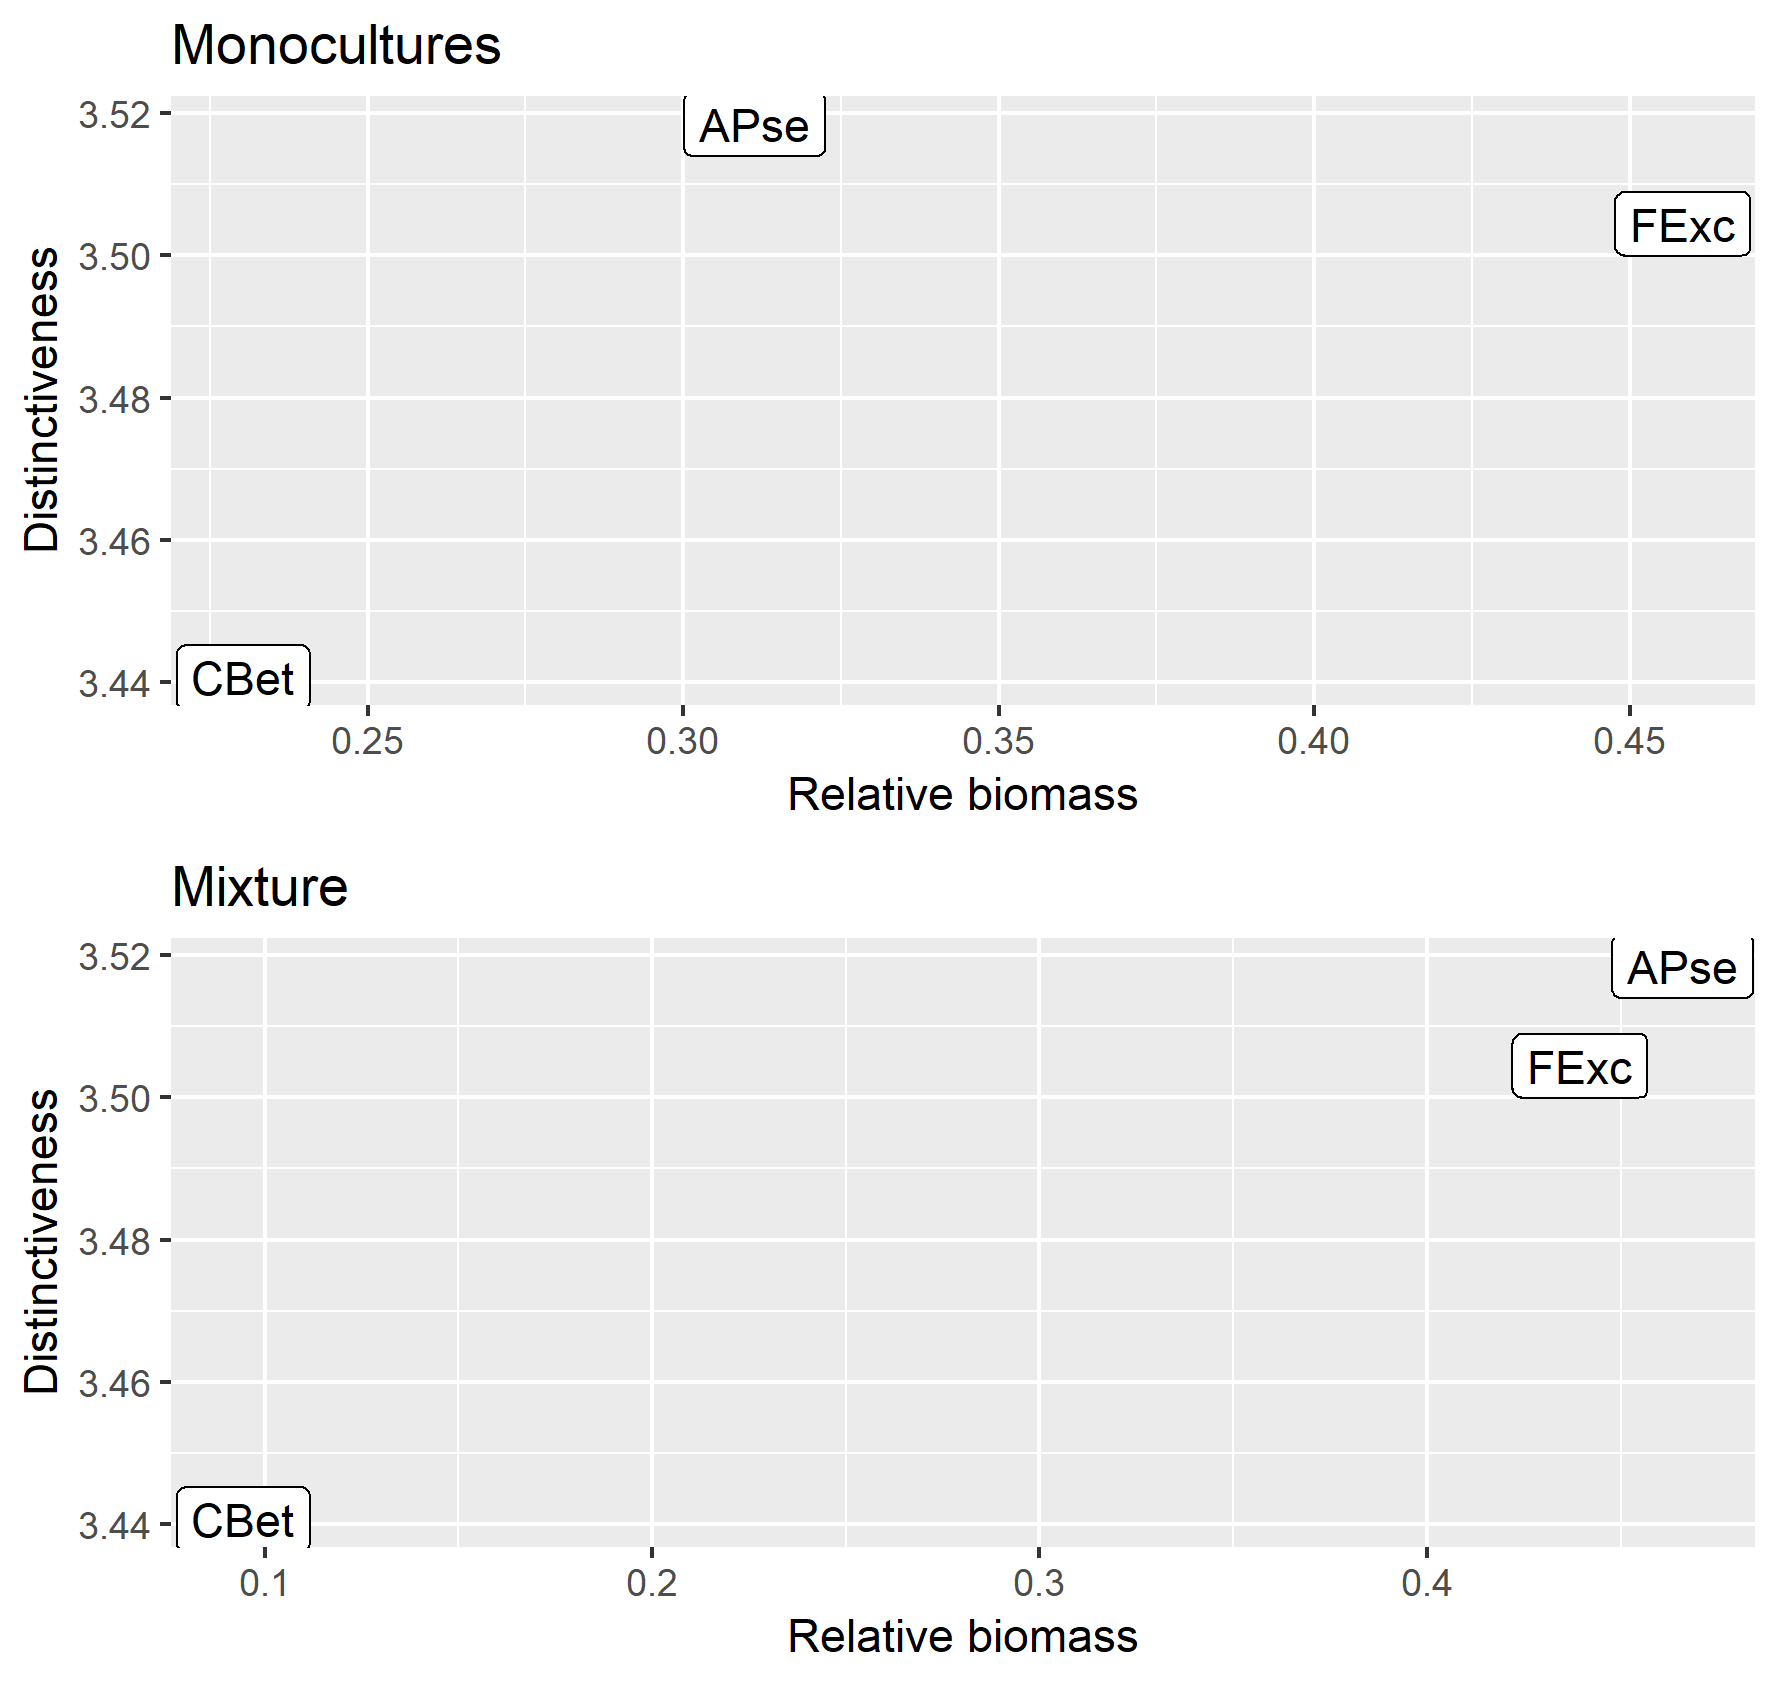 Monocultures
3.52
APse
FExc
3.50
3.48
3.46
3.44
CBet
Distinctiveness
0.25 0.30 0.35 0.40 0.45
Relative biomass
Mixture
3.52
APse
FExc
3.50
3.48
3.46
3.44
CBet
Distinctiveness
0.1 0.2 0.3 0.4
Relative biomass